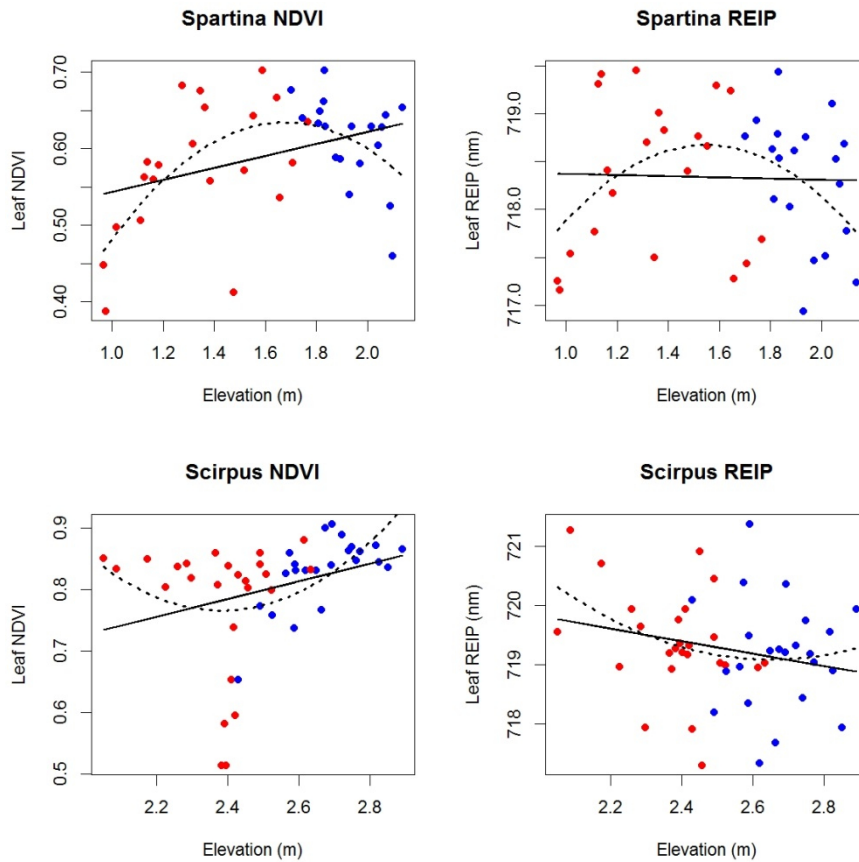 Spartina NDVI
Leaf NDVI
0.70
0.60
0.50
0.40
1.0 1.2 1.4 1.6 1.8 2.0
Elevation (m)
Spartina REIP
Leaf REIP (nm)
719.0
718.0
717.0
1.0 1.2 1.4 1.6 1.8 2.0
Elevation (m)
Scirpus NDVI
Leaf NDVI
0.9
0.8
0.7
0.6
0.5
2.2 2.4 2.6 2.8
Elevation (m)
Scirpus REIP
Leaf REIP (nm)
721
720
719
718
2.2 2.4 2.6 2.8
Elevation (m)